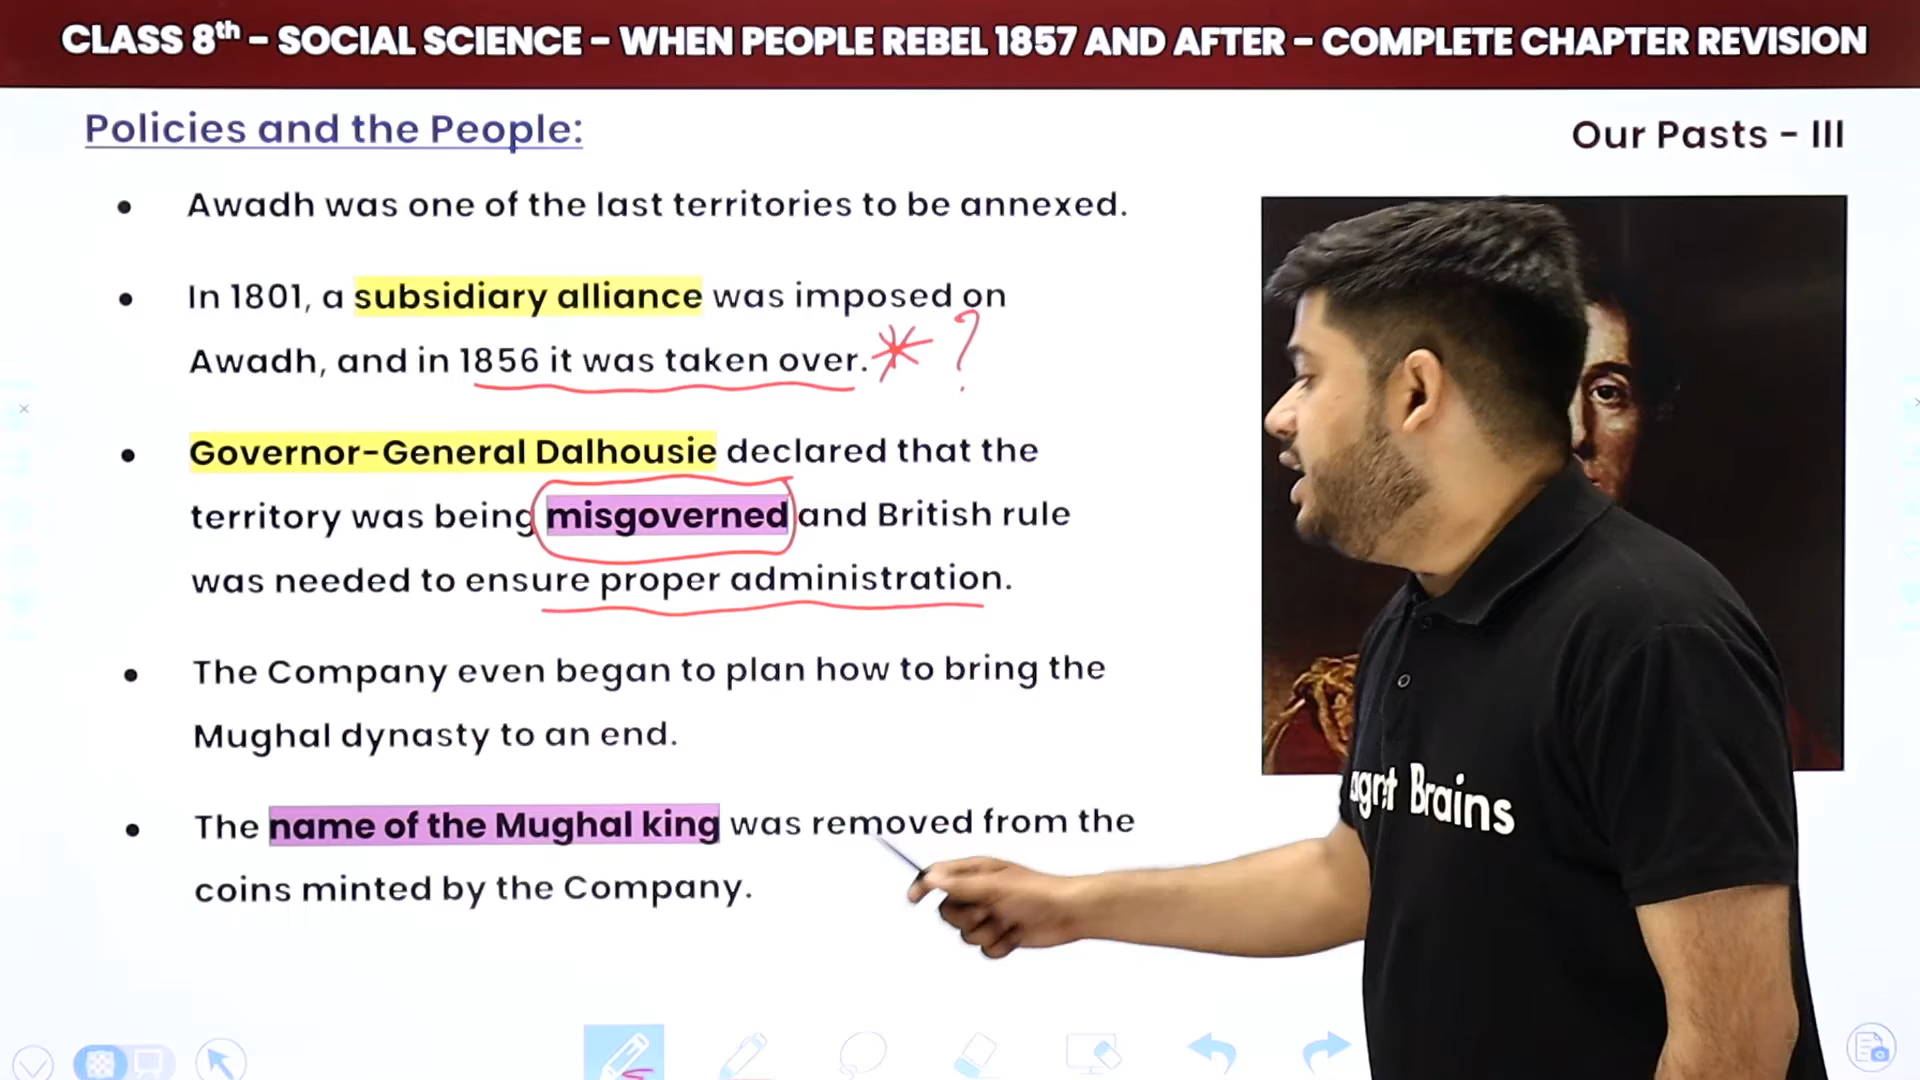 CLASS 8th – SOCIAL SCIENCE – WHEN PEOPLE REBEL 1857 AND AFTER – COMPLETE CHAPTER REVISION
Policies and the People:
Our Pasts – III
• Awadh was one of the last territories to be annexed.
• In 1801, a subsidiary alliance was imposed on
Awadh, and in 1856 it was taken over. * ?
• Governor-General Dalhousie declared that the
territory was being misgoverned and British rule
was needed to ensure proper administration.
• The Company even began to plan how to bring the
Mughal dynasty to an end.
• The name of the Mughal king was removed from the
coins minted by the Company.
Brains